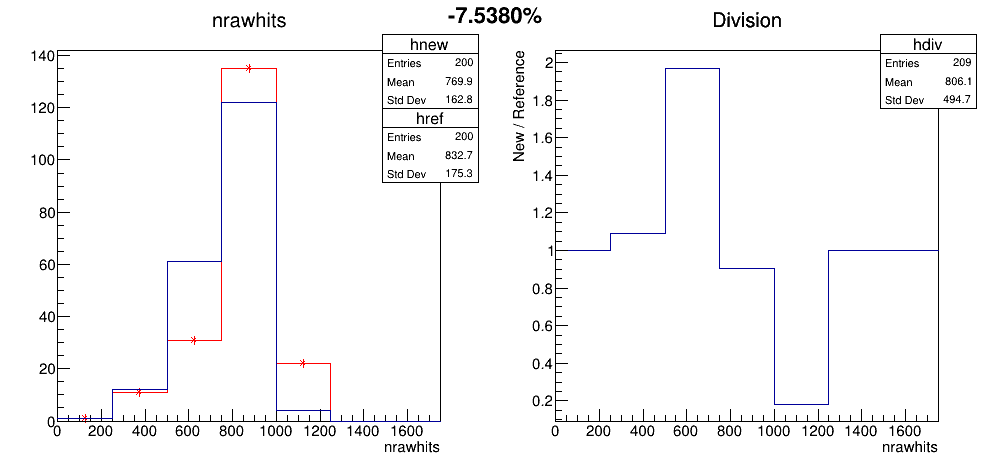 -7.5380%
nrawhits
hnew
Entries 200
Mean 769.9
Std Dev 162.8
href
Entries 200
Mean 832.7
Std Dev 175.3
140
120
100
80
60
40
20
0
0 200 400 600 800 1000 1200 1400 1600
nrawhits
Division
hdiv
Entries 209
Mean 806.1
Std Dev 494.7
New / Reference
2
1.8
1.6
1.4
1.2
1
0.8
0.6
0.4
0.2
0 200 400 600 800 1000 1200 1400 1600
nrawhits